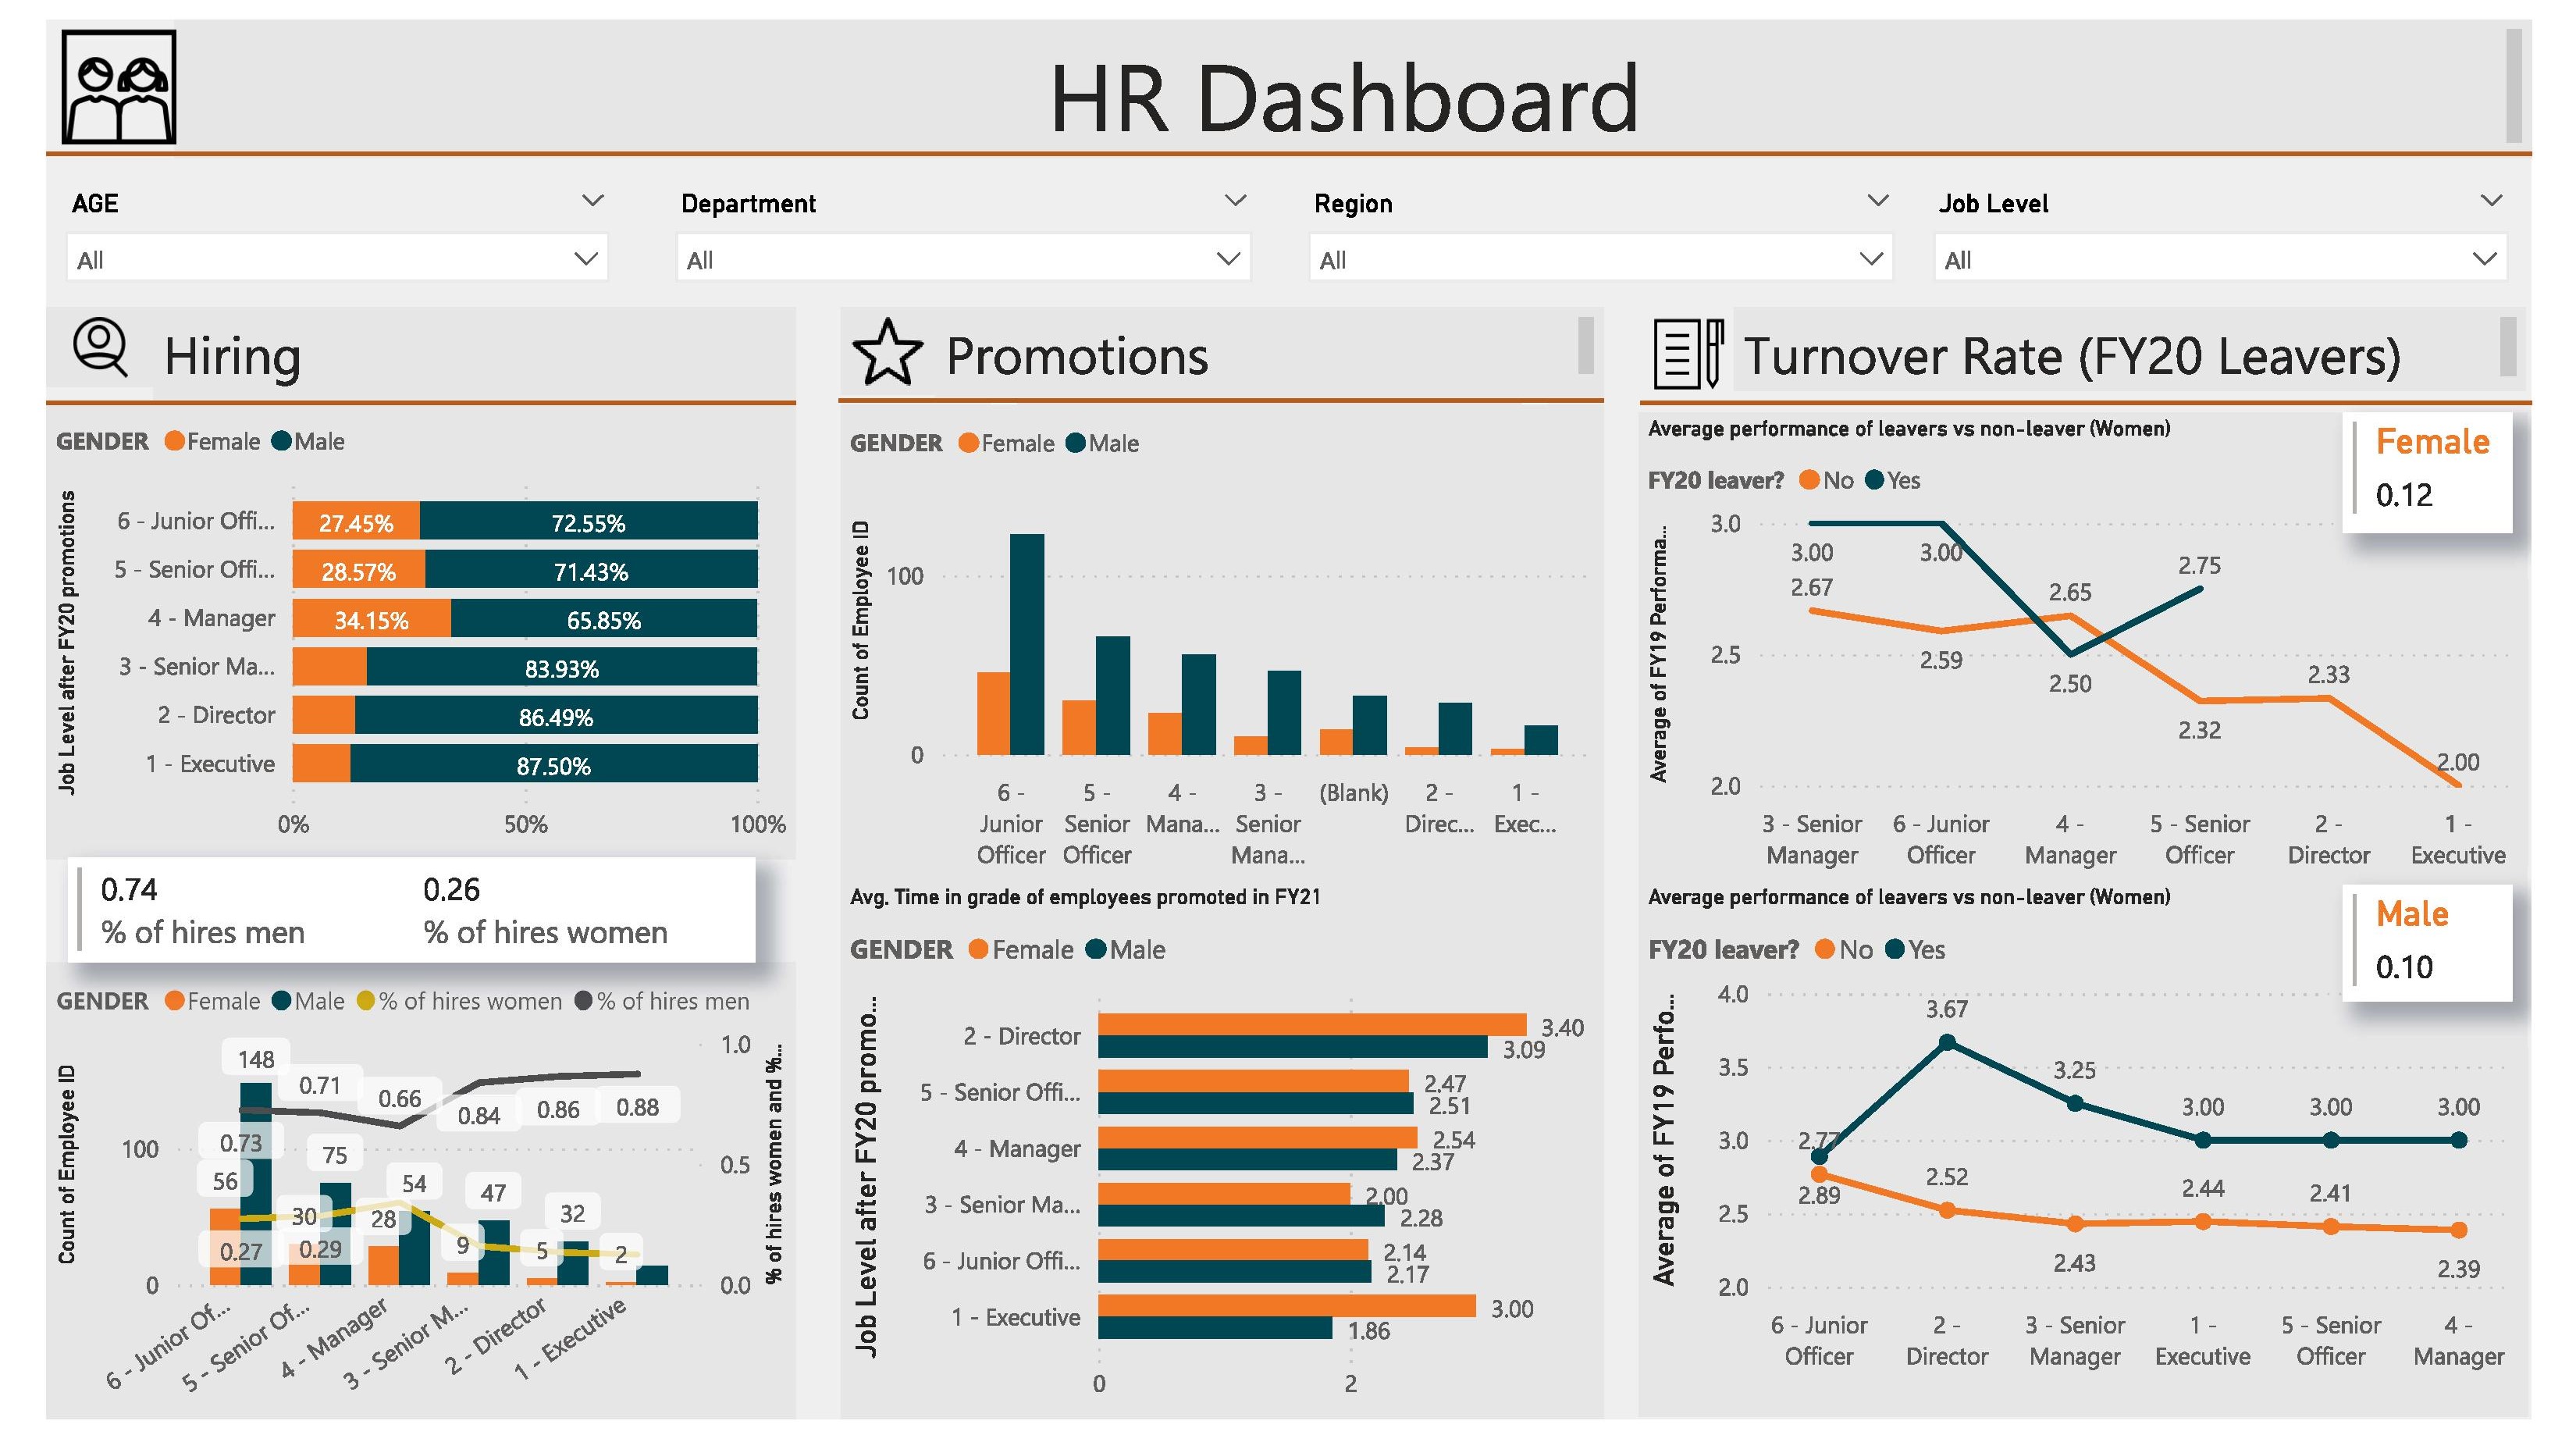 HR Dashboard
AGE
Department
Region
Job Level
All
All
All
All
Hiring
GENDER Female Male
Job Level after FY20 promotions
6 - Junior Offi... 27.45% 72.55%
5 - Senior Offi... 28.57% 71.43%
4 - Manager 34.15% 65.85%
3 - Senior Ma... 83.93%
2 - Director 86.49%
1 - Executive 87.50%
0% 50% 100%
0.74 0.26
% of hires men % of hires women
GENDER Female Male % of hires women % of hires men
Count of Employee ID
% of hires women and %...
1.0
148
0.71
0.66
0.84 0.86 0.88
100
0.73
75
0.5
56
54
47
30
28
32
0.27
0.29
9
5
2
0
0.0
6 - Junior Of...
5 - Senior Of...
4 - Manager
3 - Senior M...
2 - Director
1 - Executive
Promotions
GENDER Female Male
Count of Employee ID
100
0
6 - Junior Officer
5 - Senior Officer
4 - Mana...
3 - Senior Mana...
(Blank)
2 - Direc...
1 - Exec...
Avg. Time in grade of employees promoted in FY21
GENDER Female Male
Job Level after FY20 promo...
2 - Director 3.40
3.09
5 - Senior Offi... 2.47
2.51
4 - Manager 2.54
2.37
3 - Senior Ma... 2.00
2.28
6 - Junior Offi... 2.14
2.17
1 - Executive 3.00
1.86
0 2
Turnover Rate (FY20 Leavers)
Average performance of leavers vs non-leaver (Women)
Female
0.12
FY20 leaver? No Yes
Average of FY19 Performa...
3.0
3.00 3.00
2.75
2.67
2.65
2.5
2.59
2.50
2.33
2.32
2.00
2.0
3 - Senior Manager
6 - Junior Officer
4 - Manager
5 - Senior Officer
2 - Director
1 - Executive
Average performance of leavers vs non-leaver (Women)
Male
0.10
FY20 leaver? No Yes
Average of FY19 Perfo...
4.0
3.67
3.5
3.25
3.00 3.00 3.00
3.0
2.77
2.89
2.52
2.44
2.41
2.5
2.43
2.39
2.0
6 - Junior Officer
2 - Director
3 - Senior Manager
1 - Executive
5 - Senior Officer
4 - Manager